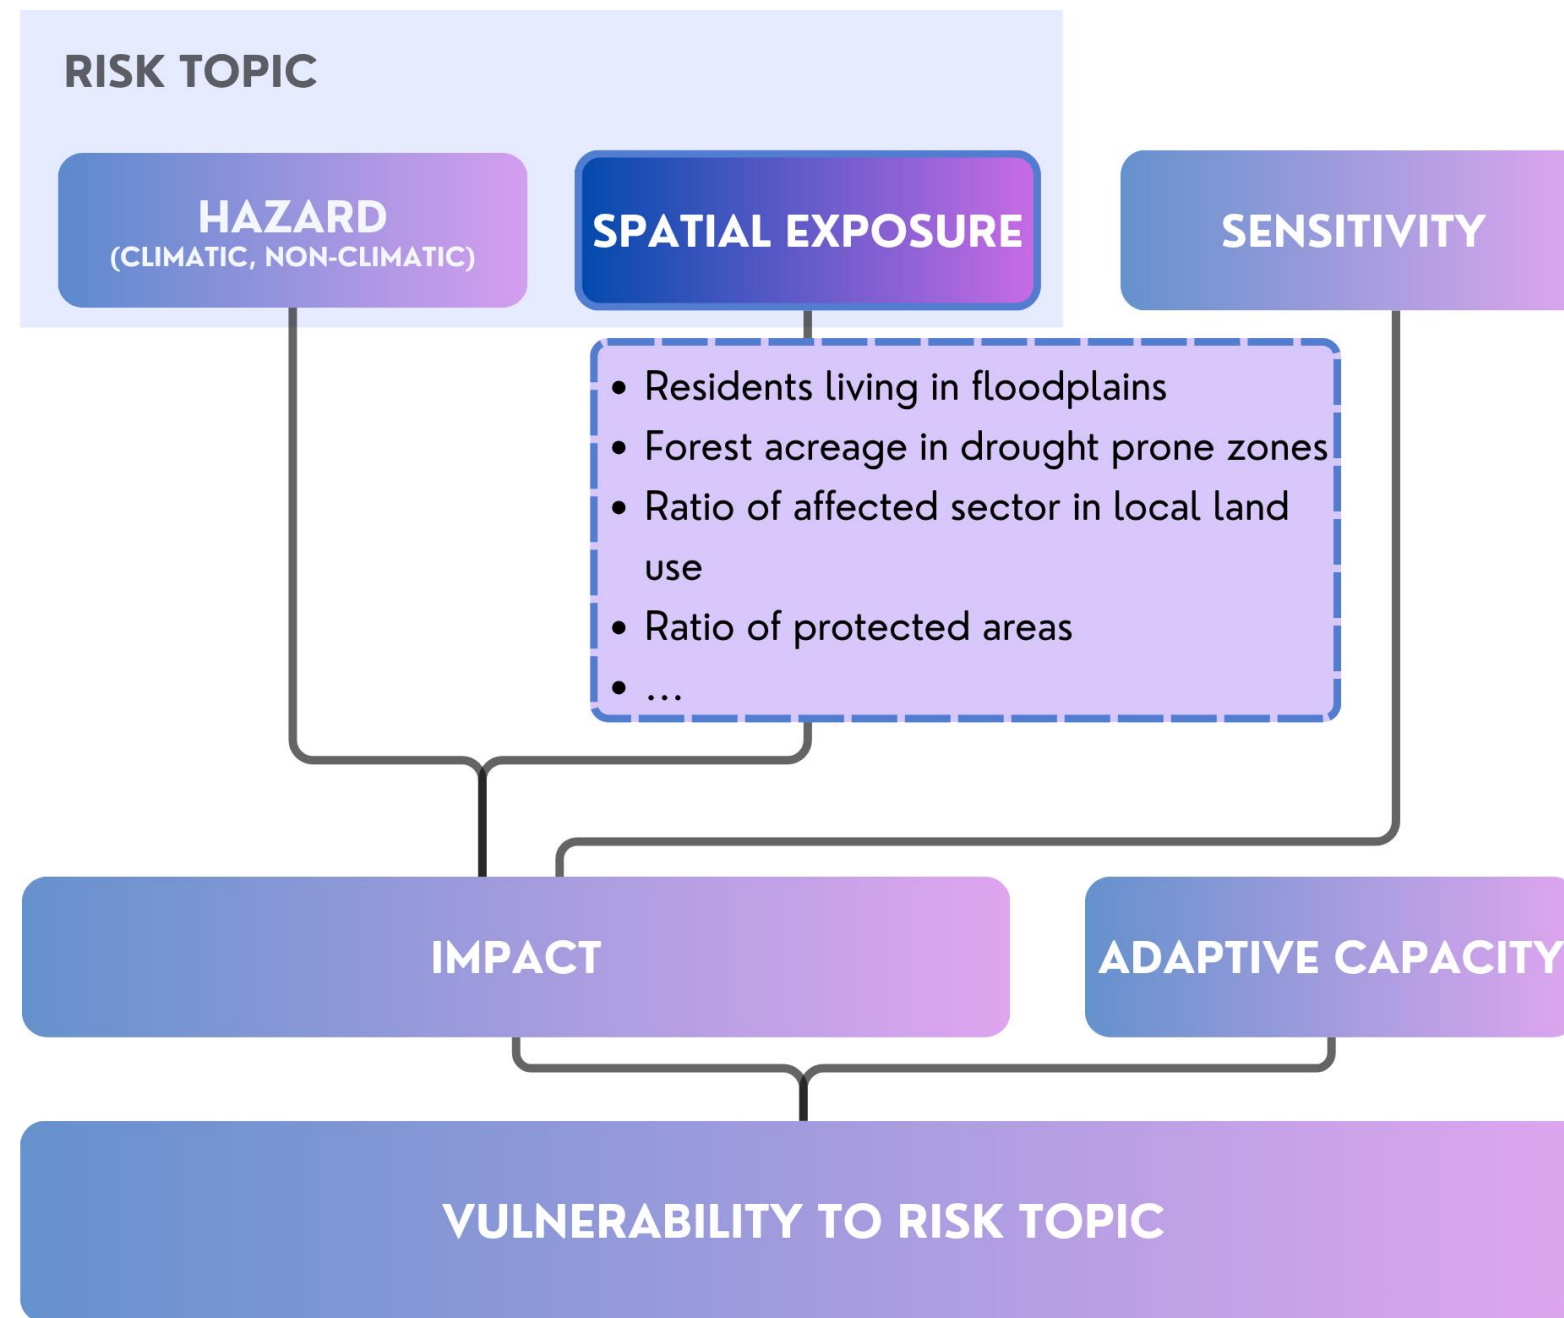 RISK TOPIC
HAZARD
(CLIMATIC, NON-CLIMATIC)
SPATIAL EXPOSURE
SENSITIVITY
• Residents living in floodplains
• Forest acreage in drought prone zones
• Ratio of affected sector in local land
use
• Ratio of protected areas
• ...
IMPACT
ADAPTIVE CAPACITY
VULNERABILITY TO RISK TOPIC